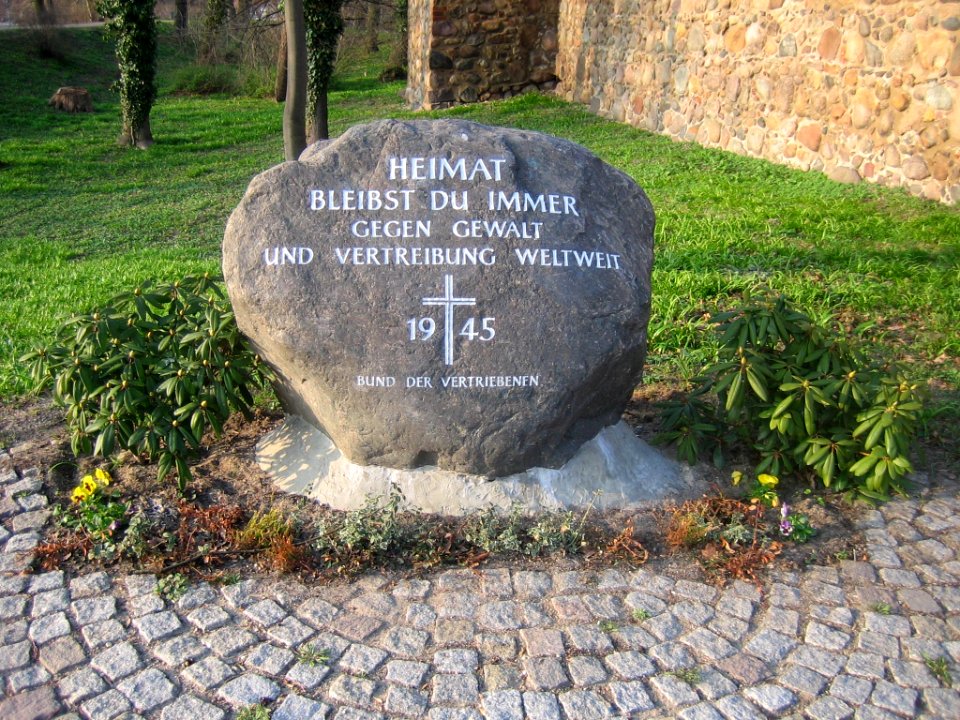 HEIMAT
BLEIBST DU IMMER
GEGEN GEWALT
UND VERTREIBUNG WELTWEIT
19 45
BUND DER VERTRIEBENEN